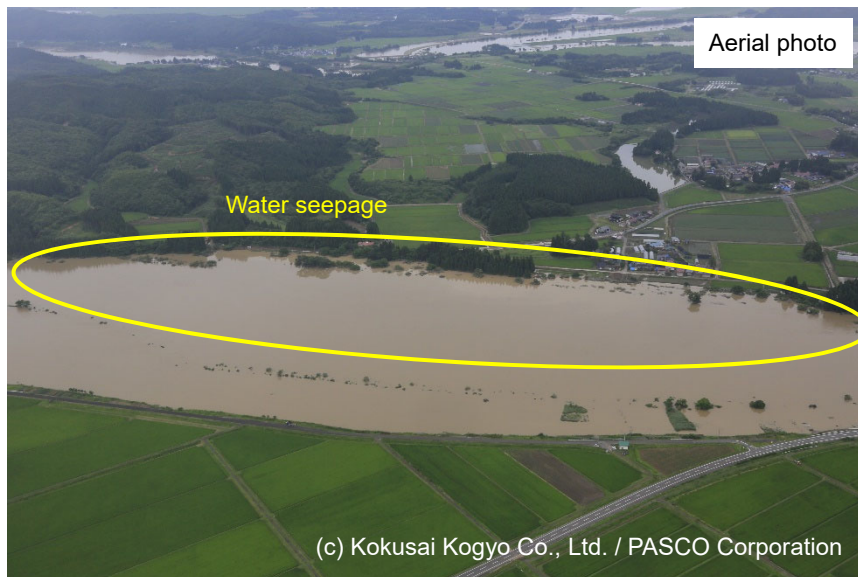 Aerial photo
Water seepage
(c) Kokusai Kogyo Co., Ltd. / PASCO Corporation